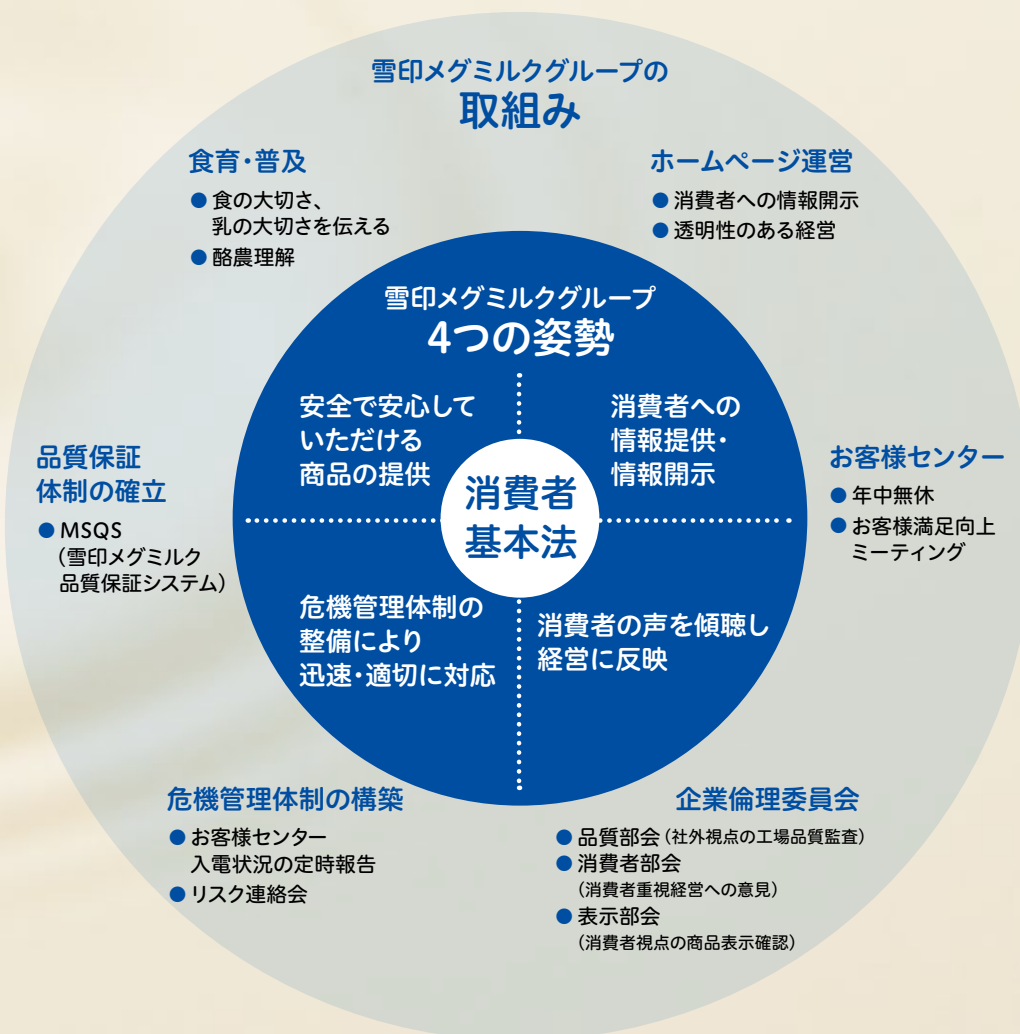 雪印メグミルクグループの
取組み
食育・普及
● 食の大切さ、
乳の大切さを伝える
● 酪農理解
ホームページ運営
● 消費者への情報開示
● 透明性のある経営
雪印メグミルクグループ
4つの姿勢
安全で安心して
いただける
商品の提供
消費者への
情報提供・
情報開示
消費者
基本法
危機管理体制の
整備により
迅速・適切に対応
消費者の声を傾聴し
経営に反映
品質保証
体制の確立
● MSQS
(雪印メグミルク
品質保証システム)
お客様センター
● 年中無休
● お客様満足向上
ミーティング
危機管理体制の構築
● お客様センター
入電状況の定時報告
● リスク連絡会
企業倫理委員会
● 品質部会(社外視点の工場品質監査)
● 消費者部会
(消費者重視経営への意見)
● 表示部会
(消費者視点の商品表示確認)